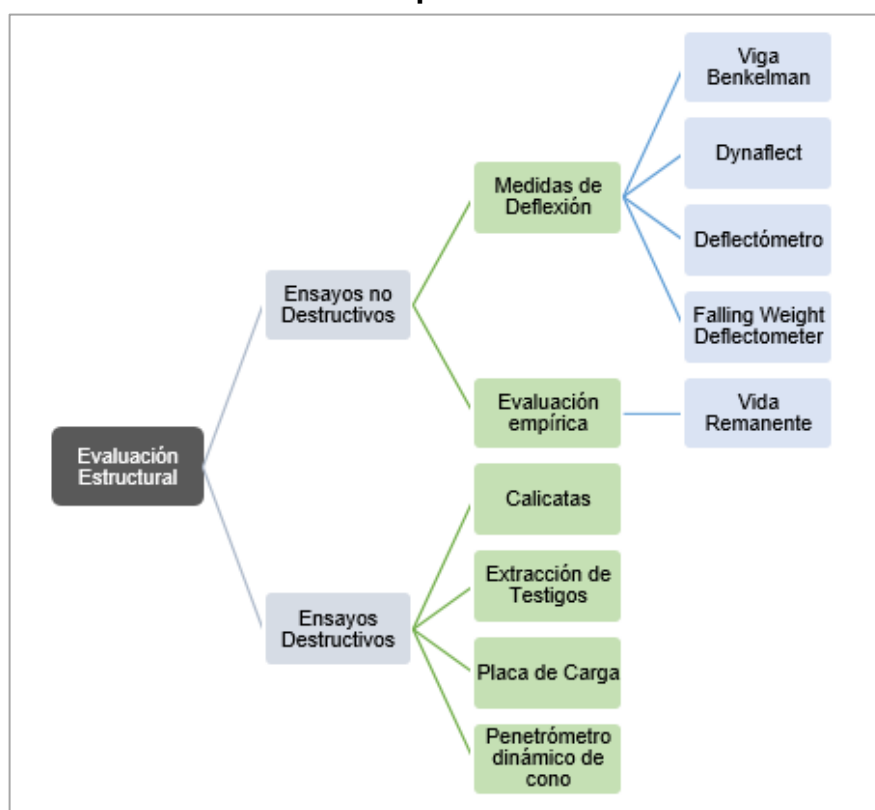 Viga
Benkelman
Dynaflect
Medidas de
Deflexión
Deflectómetro
Ensayos no
Destructivos
Falling Weight
Deflectometer
Evaluación
empírica
Vida
Remanente
Evaluación
Estructural
Calicatas
Extracción de
Testigos
Ensayos
Destructivos
Placa de Carga
Penetrómetro
dinámico de
cono